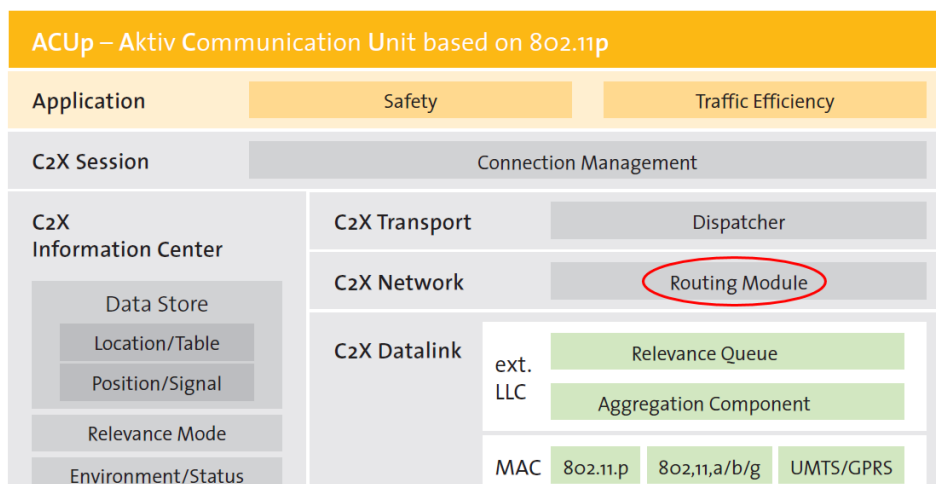 ACUp – Aktiv Communication Unit based on 802.11p
Application
Safety
Traffic Efficiency
C2X Session
Connection Management
C2X
Information Center
Data Store
Location/Table
Position/Signal
Relevance Mode
Environment/Status
C2X Transport
Dispatcher
C2X Network
Routing Module
C2X Datalink
ext.
LLC
Relevance Queue
Aggregation Component
MAC
802.11.p
802,11,a/b/g
UMTS/GPRS